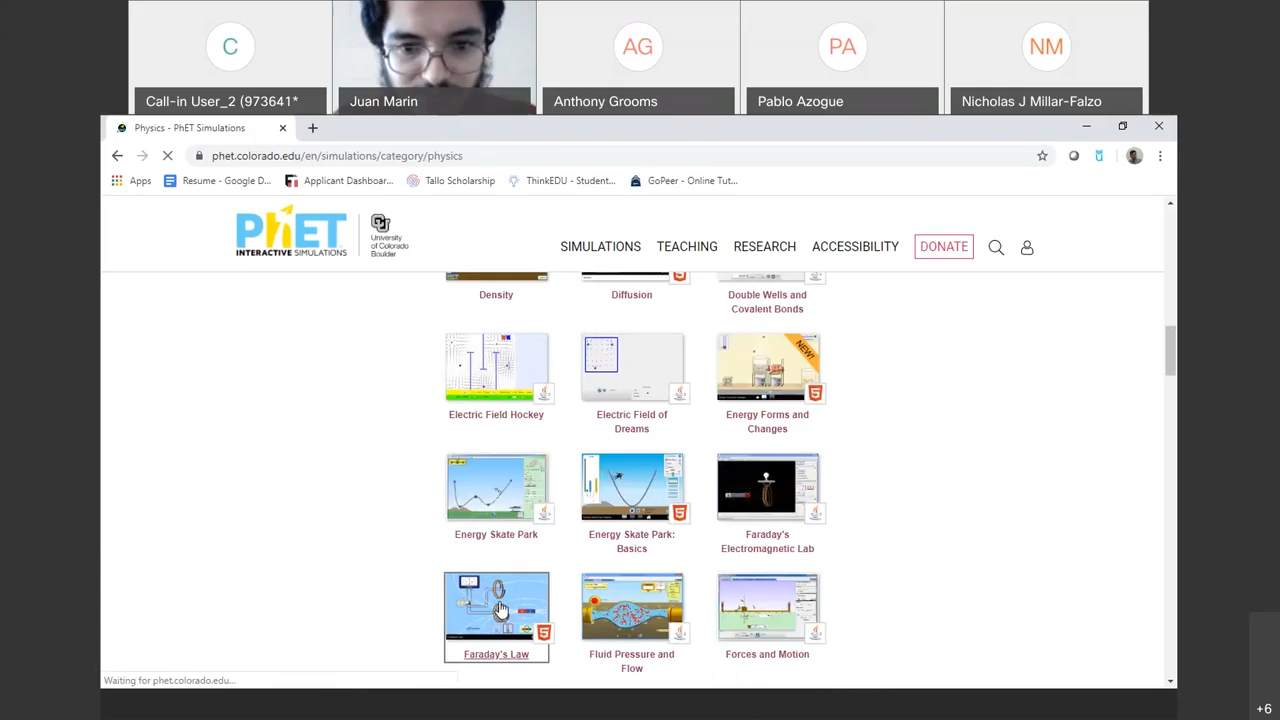 C
AG
PA
NM
Call-in User_2 (973641*
Juan Marin
Anthony Grooms
Pablo Azogue
Nicholas J Millar-Falzo
Physics - PhET Simulations
phet.colorado.edu/en/simulations/category/physics
Apps
Resume - Google D...
Applicant Dashboar...
Tallo Scholarship
ThinkEDU - Student...
GoPeer - Online Tut...
PhET
INTERACTIVE SIMULATIONS
CU
University
of Colorado
Boulder
SIMULATIONS
TEACHING
RESEARCH
ACCESSIBILITY
DONATE
Density
Diffusion
Double Wells and
Covalent Bonds
NEW!
Electric Field Hockey
Electric Field of
Dreams
Energy Forms and
Changes
Energy Skate Park
Energy Skate Park:
Basics
Faraday's
Electromagnetic Lab
Faraday's Law
Fluid Pressure and
Flow
Forces and Motion
Waiting for phet.colorado.edu...
+6